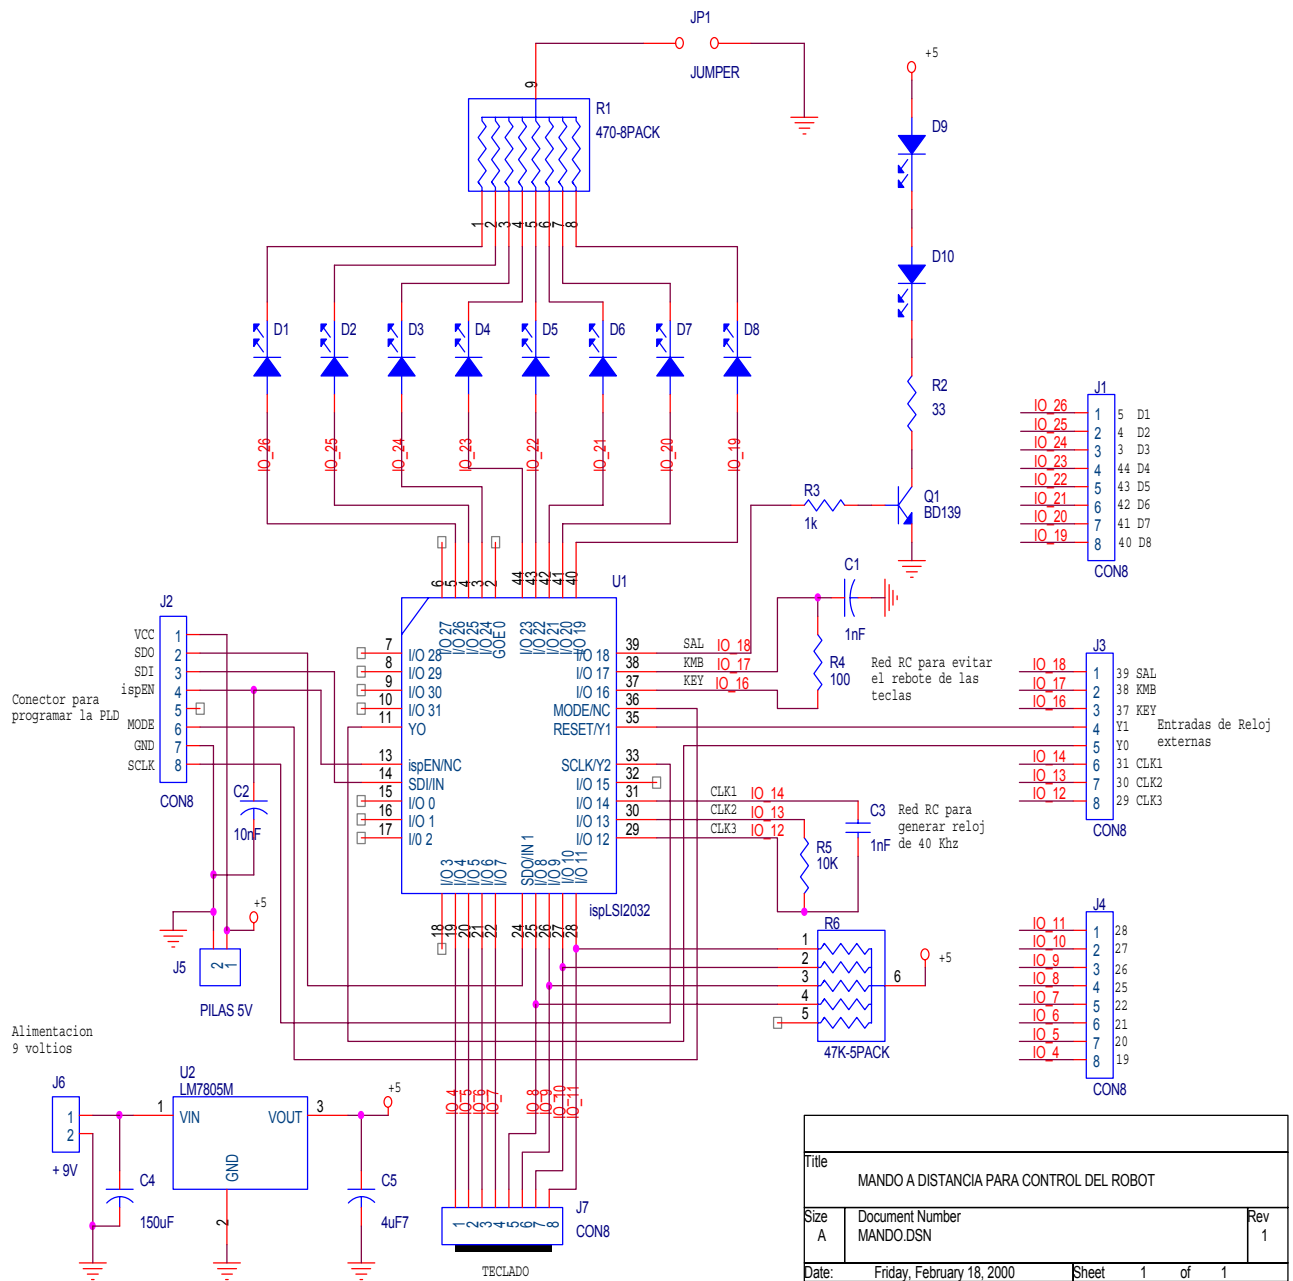 JP1
JUMPER
9
R1
470-8PACK
1 2 3 4 5 6 7 8
+5
D9
D10
R2
33
D1 D2 D3 D4 D5 D6 D7 D8
IO_26 IO_25 IO_24 IO_23 IO_22 IO_21 IO_20 IO_19
R3
1k
Q1
BD139
J1
IO_26 1 5 D1
IO_25 2 4 D2
IO_24 3 3 D3
IO_23 4 44 D4
IO_22 5 43 D5
IO_21 6 42 D6
IO_20 7 41 D7
IO_19 8 40 D8
CON8
6 5 4 3 2 44 43 42 41 40
U1
I/O 27 I/O 26 I/O 25 I/O 24 GOE 0 I/O 23 I/O 22 I/O 21 I/O 20 I/O 19
7 I/O 28
8 I/O 29
9 I/O 30
10 I/O 31
11 YO
13 ispEN/NC
14 SDI/IN
15 I/O 0
16 I/O 1
17 I/0 2
I/O 18 39 SAL IO_18
I/O 17 38 KMB IO_17
I/O 16 37 KEY IO_16
MODE/NC 36
RESET/Y1 35
SCLK/Y2 33
I/O 15 32
I/O 14 31 CLK1 IO_14
I/O 13 30 CLK2 IO_13
I/O 12 29 CLK3 IO_12
I/O 3 I/O 4 I/O 5 I/O 6 I/O 7 SDO/IN 1 I/O 8 I/O 9 I/O 10 I/O 11
18 19 20 21 22 24 25 26 27 28
ispLSI2032
C1
1nF
R4
100
Red RC para evitar
el rebote de las
teclas
J2
VCC 1
SDO 2
SDI 3
ispEN 4
5
MODE 6
GND 7
SCLK 8
CON8
Conector para
programar la PLD
C2
10nF
J3
IO_18 1 39 SAL
IO_17 2 38 KMB
IO_16 3 37 KEY
4 Y1
5 Y0
IO_14 6 31 CLK1
IO_13 7 30 CLK2
IO_12 8 29 CLK3
CON8
Entradas de Reloj
externas
C3
1nF
R5
10K
Red RC para
generar reloj
de 40 Khz
+5
J5
2 1
PILAS 5V
R6
1
2
3
4
5
6
+5
47K-5PACK
J4
IO_11 1 28
IO_10 2 27
IO_9 3 26
IO_8 4 25
IO_7 5 22
IO_6 6 21
IO_5 7 20
IO_4 8 19
CON8
Alimentacion
9 voltios
J6
1
2
+ 9V
U2
LM7805M
1 VIN
VOUT 3
GND
2
+5
C4
150uF
C5
4uF7
IO_4 IO_5 IO_6 IO_7 IO_8 IO_9 IO_10 IO_11
J7
1 2 3 4 5 6 7 8
CON8
TECLADO
Title
MANDO A DISTANCIA PARA CONTROL DEL ROBOT
Size Document Number Rev
A MANDO.DSN 1
Date: Friday, February 18, 2000 Sheet 1 of 1